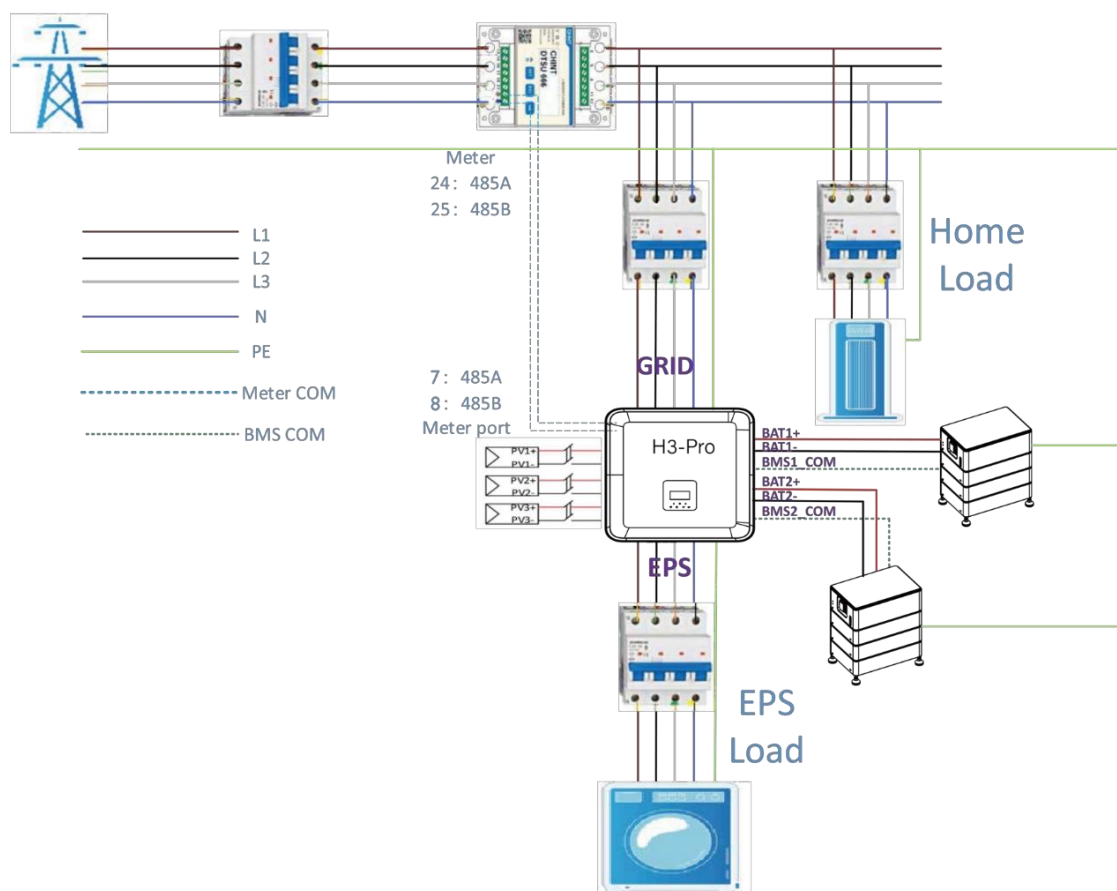 CHINT
DTSU 666
Meter
24: 485A
25: 485B
L1
L2
L3
N
PE
Meter COM
BMS COM
Home
Load
GRID
7: 485A
8: 485B
Meter port
H3-Pro
PV1+
PV1-
PV2+
PV2-
PV3+
PV3-
BAT1+
BAT1-
BMS1_COM
BAT2+
BAT2-
BMS2_COM
EPS
EPS
Load